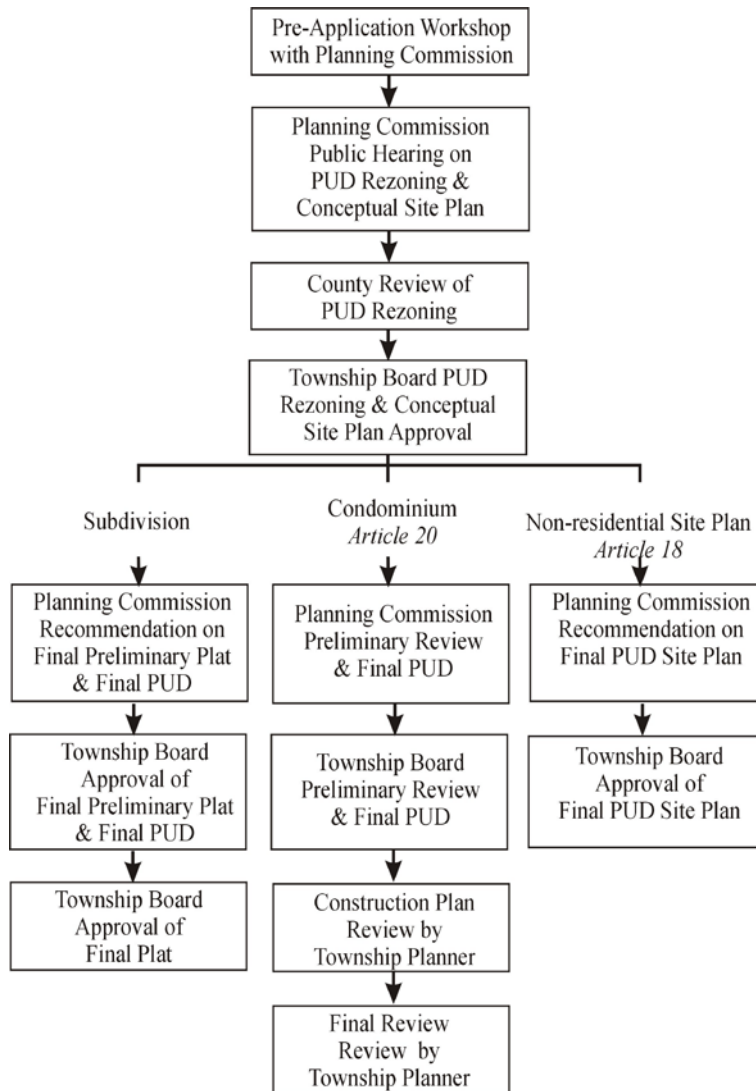 Pre-Application Workshop
with Planning Commission
Planning Commission
Public Hearing on
PUD Rezoning &
Conceptual Site Plan
County Review of
PUD Rezoning
Township Board PUD
Rezoning & Conceptual
Site Plan Approval
Subdivision
Planning Commission
Recommendation on
Final Preliminary Plat
& Final PUD
Township Board
Approval of
Final Preliminary Plat
& Final PUD
Township Board
Approval of
Final Plat
Condominium
Article 20
Planning Commission
Preliminary Review
& Final PUD
Township Board
Preliminary Review
& Final PUD
Construction Plan
Review by
Township Planner
Final Review
Review by
Township Planner
Non-residential Site Plan
Article 18
Planning Commission
Recommendation on
Final PUD Site Plan
Township Board
Approval of
Final PUD Site Plan